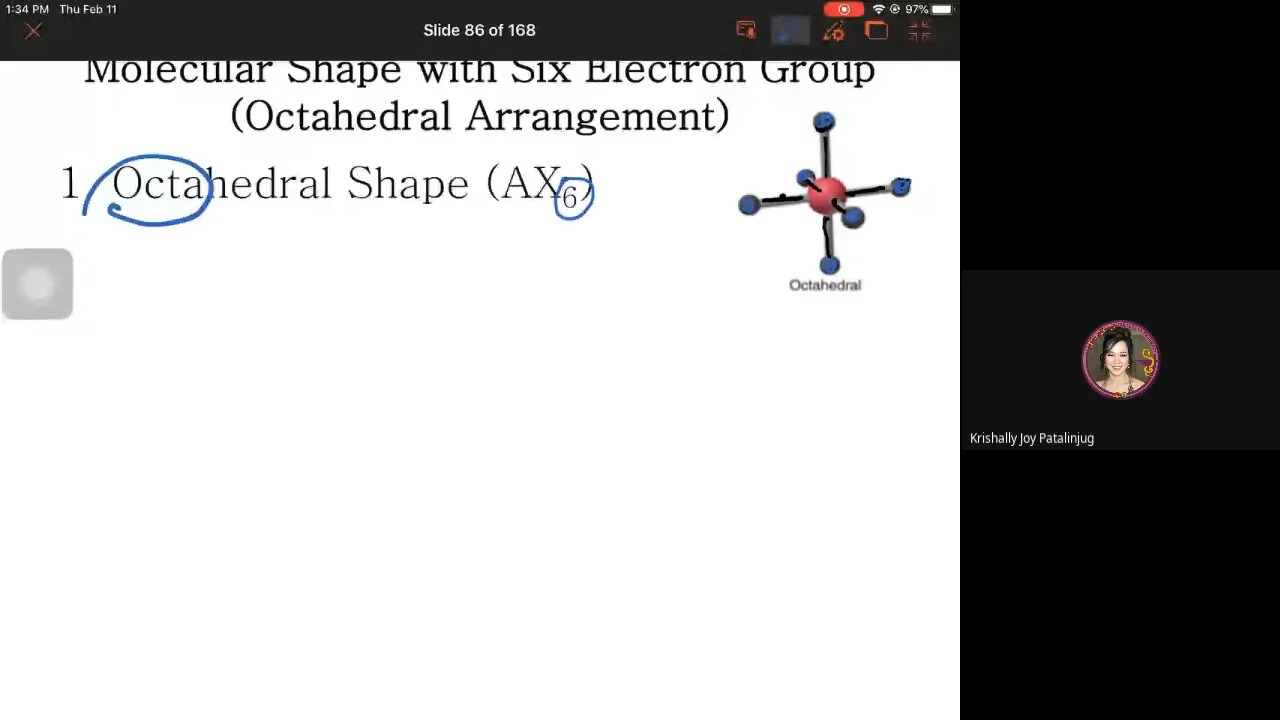 1:34 PM Thu Feb 11
97%
Slide 86 of 168
Molecular Shape with Six Electron Group
(Octahedral Arrangement)
1 Octahedral Shape (AX6)
Octahedral
Krishally Joy Patalinjug